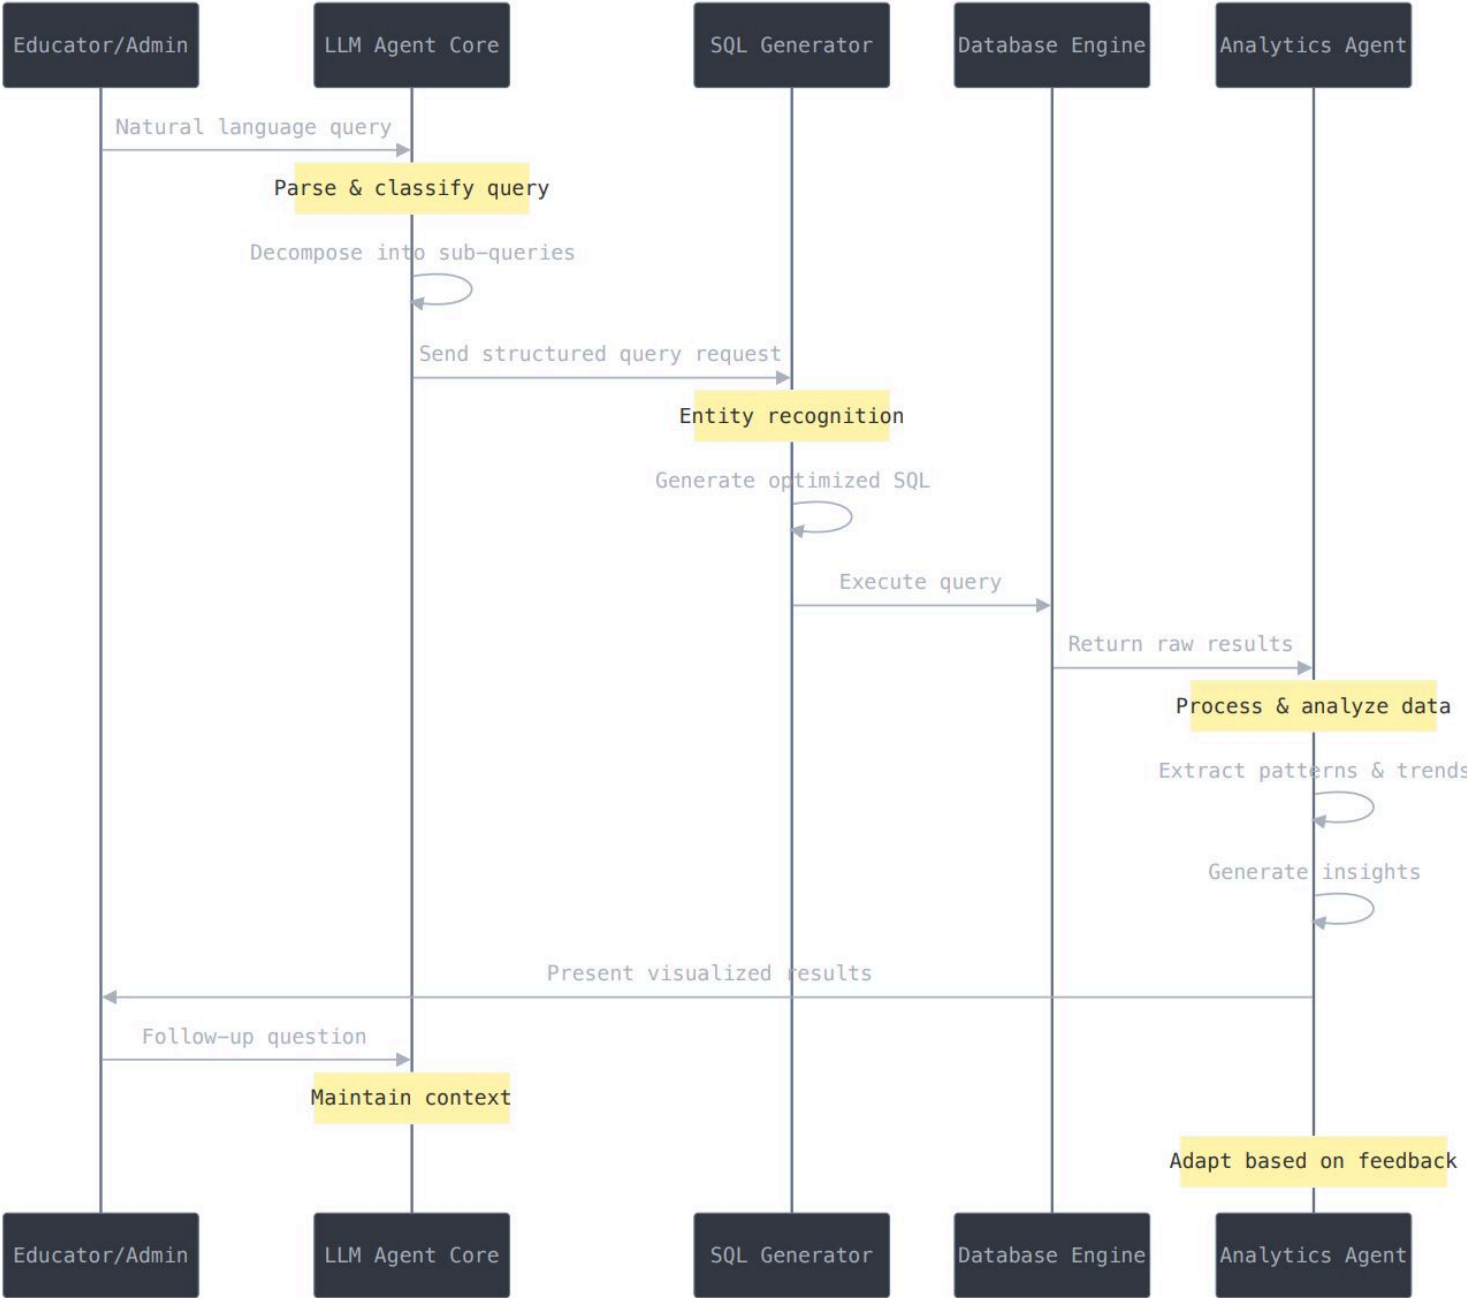 Educator/Admin
LLM Agent Core
SQL Generator
Database Engine
Analytics Agent
Natural language query
Parse & classify query
Decompose into sub-queries
Send structured query request
Entity recognition
Generate optimized SQL
Execute query
Return raw results
Process & analyze data
Extract patterns & trends
Generate insights
Present visualized results
Follow-up question
Maintain context
Adapt based on feedback
Educator/Admin
LLM Agent Core
SQL Generator
Database Engine
Analytics Agent